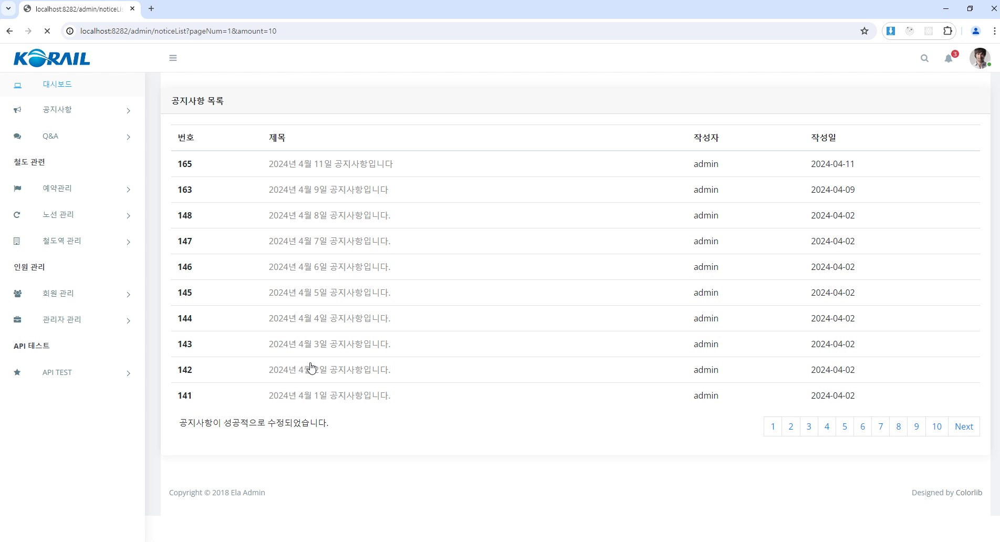 localhost:8282/admin/noticeLis
localhost:8282/admin/noticeList?pageNum=1&amount=10
KORAIL
3
대시보드
공지사항
Q&A
철도 관련
예약관리
노선 관리
철도역 관리
인원 관리
회원 관리
관리자 관리
API 테스트
API TEST
공지사항 목록
번호 제목 작성자 작성일
165 2024년 4월 11일 공지사항입니다 admin 2024-04-11
163 2024년 4월 9일 공지사항입니다 admin 2024-04-09
148 2024년 4월 8일 공지사항입니다. admin 2024-04-02
147 2024년 4월 7일 공지사항입니다. admin 2024-04-02
146 2024년 4월 6일 공지사항입니다. admin 2024-04-02
145 2024년 4월 5일 공지사항입니다. admin 2024-04-02
144 2024년 4월 4일 공지사항입니다. admin 2024-04-02
143 2024년 4월 3일 공지사항입니다. admin 2024-04-02
142 2024년 4월 2일 공지사항입니다. admin 2024-04-02
141 2024년 4월 1일 공지사항입니다. admin 2024-04-02
공지사항이 성공적으로 수정되었습니다.
1 2 3 4 5 6 7 8 9 10 Next
Copyright © 2018 Ela Admin
Designed by Colorlib